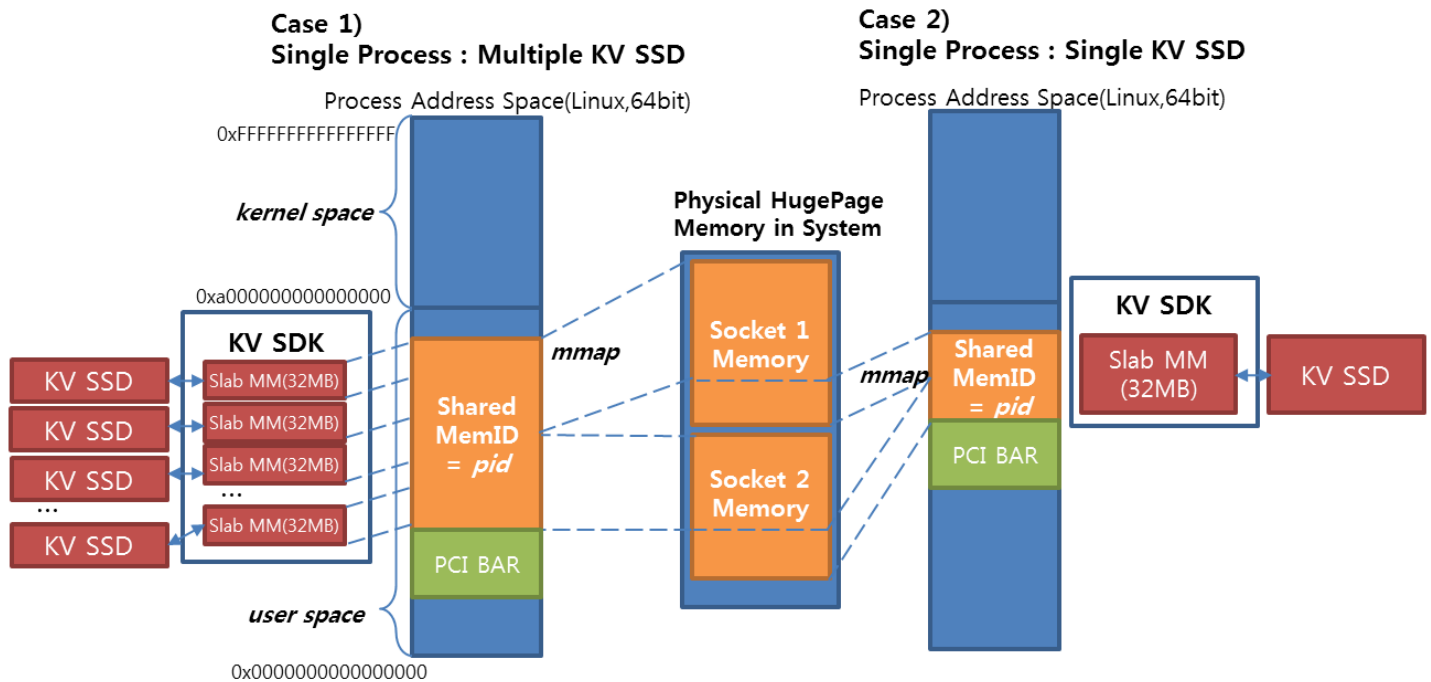 Case 1)
Single Process : Multiple KV SSD
Process Address Space(Linux,64bit)
0xFFFFFFFFFFFFFFFF
kernel space
0xa000000000000000
KV SDK
KV SSD
KV SSD
KV SSD
...
KV SSD
Slab MM(32MB)
Slab MM(32MB)
Slab MM(32MB)
...
Slab MM(32MB)
Shared
MemID
= pid
PCI BAR
user space
0x0000000000000000
mmap
Physical HugePage
Memory in System
Socket 1
Memory
Socket 2
Memory
Case 2)
Single Process : Single KV SSD
Process Address Space(Linux,64bit)
mmap
Shared
MemID
= pid
PCI BAR
KV SDK
Slab MM
(32MB)
KV SSD